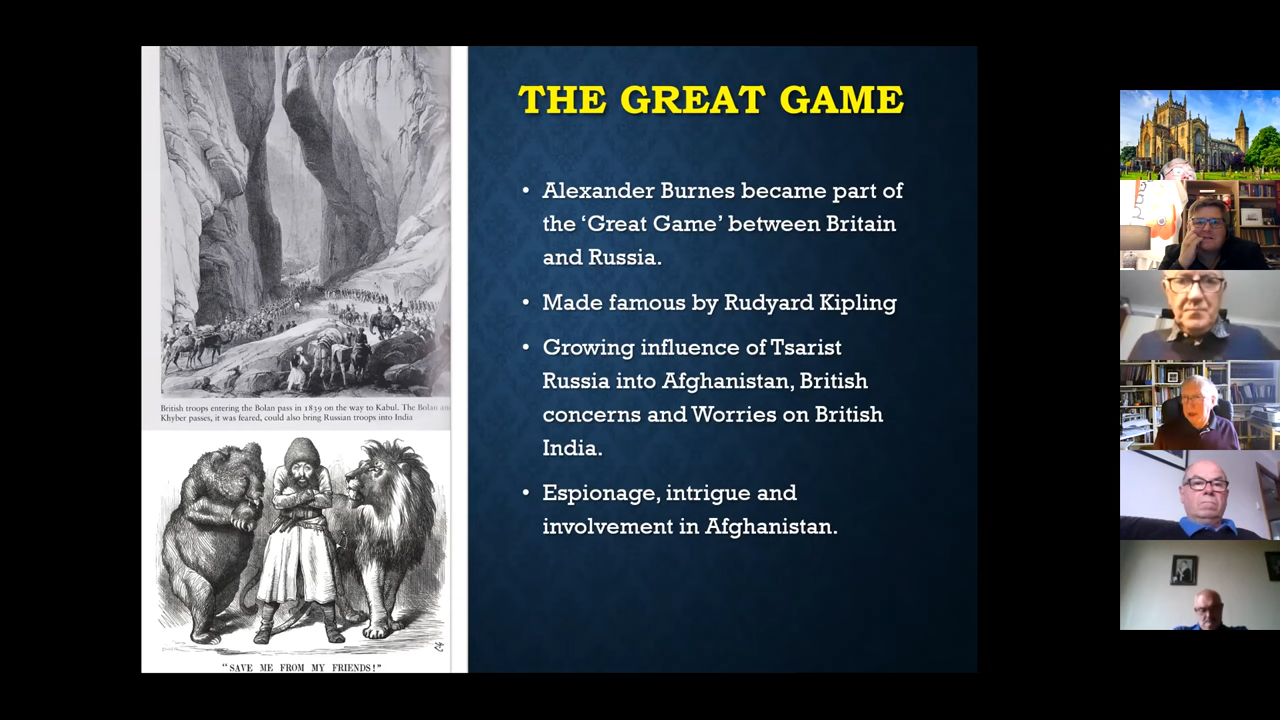 THE GREAT GAME
• Alexander Burnes became part of
the ‘Great Game’ between Britain
and Russia.
• Made famous by Rudyard Kipling
• Growing influence of Tsarist
Russia into Afghanistan, British
concerns and Worries on British
India.
• Espionage, intrigue and
involvement in Afghanistan.
British troops entering the Bolan pass in 1839 on the way to Kabul. The Bolan
Khyber passes, it was feared, could also bring Russian troops into India
"SAVE ME FROM MY FRIENDS!"